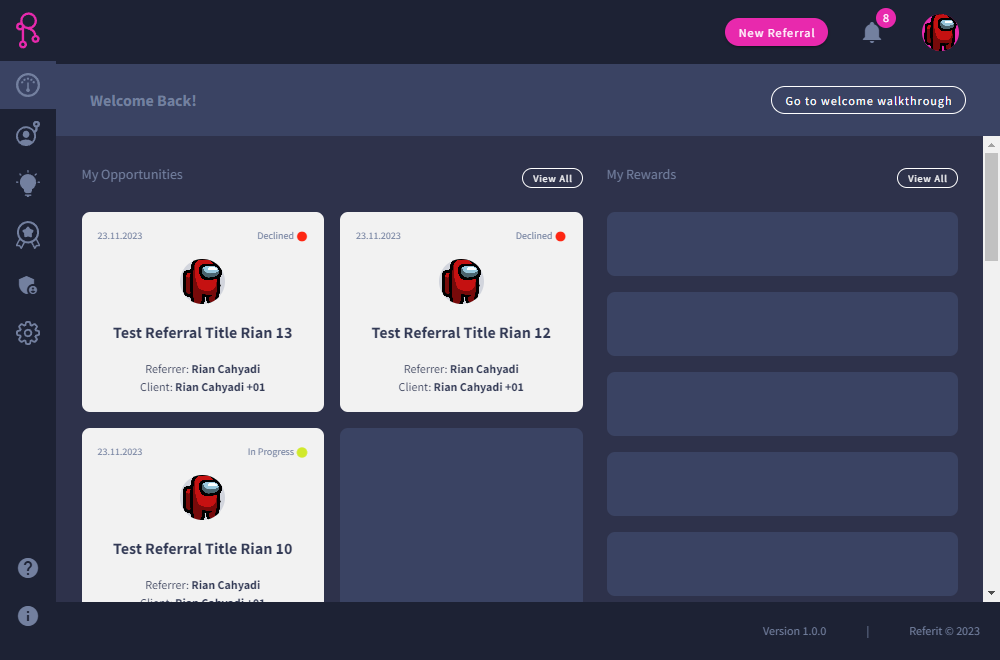 New Referral
8
Welcome Back!
Go to welcome walkthrough
My Opportunities
View All
My Rewards
View All
23.11.2023
Declined
Test Referral Title Rian 13
Referrer: Rian Cahyadi
Client: Rian Cahyadi +01
23.11.2023
Declined
Test Referral Title Rian 12
Referrer: Rian Cahyadi
Client: Rian Cahyadi +01
23.11.2023
In Progress
Test Referral Title Rian 10
Referrer: Rian Cahyadi
Client: Rian Cahyadi +01
Version 1.0.0 | Referit © 2023